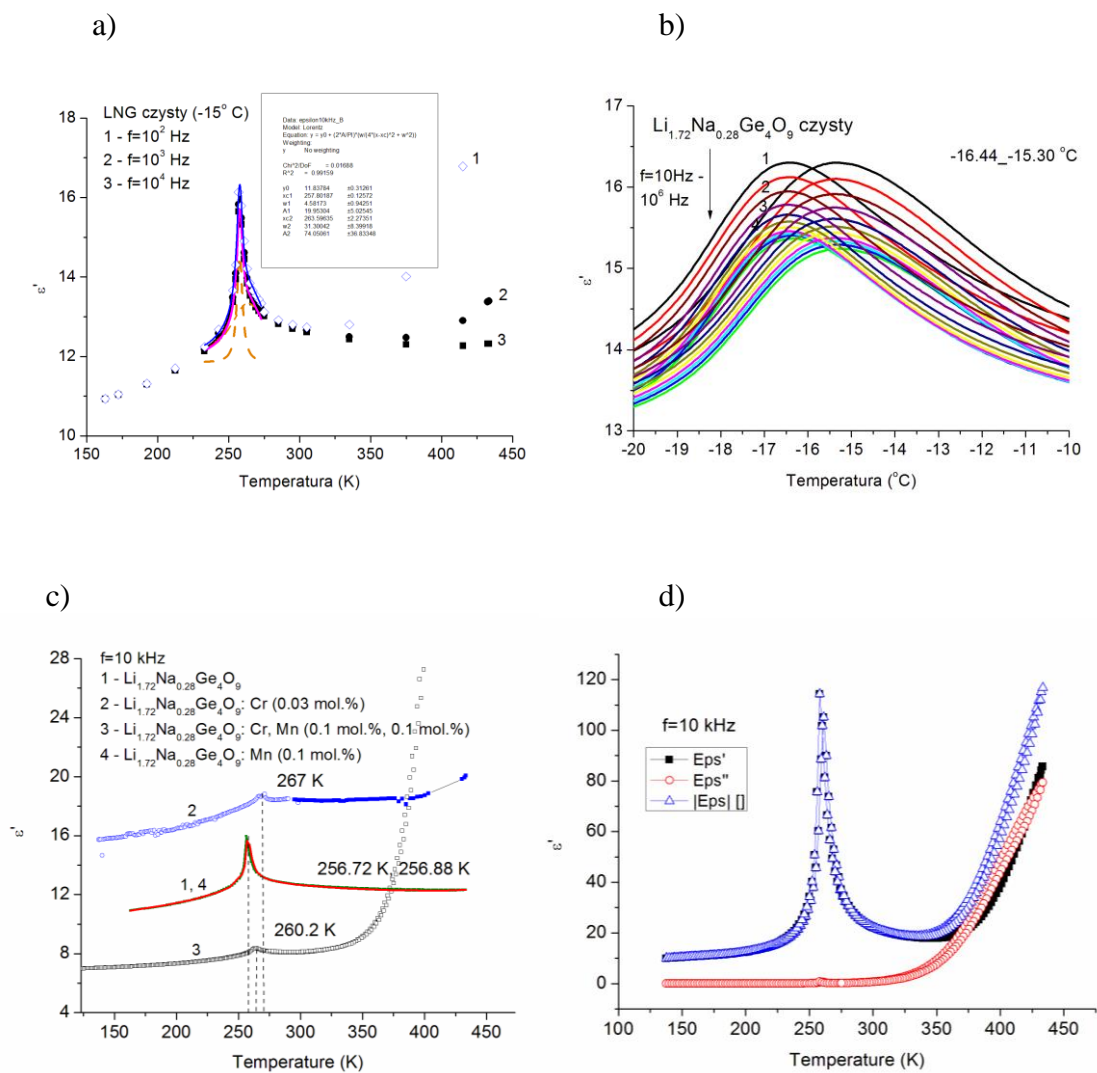 a)
LNG czysty (-15° C)
1 - f=10² Hz
2 - f=10³ Hz
3 - f=10⁴ Hz
Data: epsilon10kHz_B
Model: Lorentz
Equation: y = y0 + (2*A/PI)*(w/(4*(x-xc)^2 + w^2))
Weighting:
y No weighting
Chi^2/DoF = 0.01688
R^2 = 0.99159
y0 11.83784 ±0.31261
xc1 257.80187 ±0.12572
w1 4.58173 ±0.94251
A1 19.95304 ±5.02545
xc2 263.59635 ±2.27351
w2 31.30042 ±8.39918
A2 74.05061 ±36.83348
1
2
3
18
16
14
12
10
ε'
100 150 200 250 300 350 400 450 500
Temperatura (K)
b)
Li₁.₇₂Na₀.₂₈Ge₄O₉ czysty
-16.44_-15.30 °C
f=10Hz -
10⁶ Hz
1
2
3
4
17
16
15
14
13
ε'
-20 -19 -18 -17 -16 -15 -14 -13 -12 -11 -10
Temperatura (°C)
c)
f=10 kHz
1 - Li₁.₇₂Na₀.₂₈Ge₄O₉
2 - Li₁.₇₂Na₀.₂₈Ge₄O₉: Cr (0.03 mol.%)
3 - Li₁.₇₂Na₀.₂₈Ge₄O₉: Cr, Mn (0.1 mol.%, 0.1 mol.%)
4 - Li₁.₇₂Na₀.₂₈Ge₄O₉: Mn (0.1 mol.%)
267 K
2
256.72 K, 256.88 K
1, 4
260.2 K
3
28
24
20
16
12
8
4
ε'
150 200 250 300 350 400 450
Temperature (K)
d)
f=10 kHz
Eps'
Eps"
|Eps| []
120
100
80
60
40
20
0
ε'
100 150 200 250 300 350 400 450
Temperature (K)